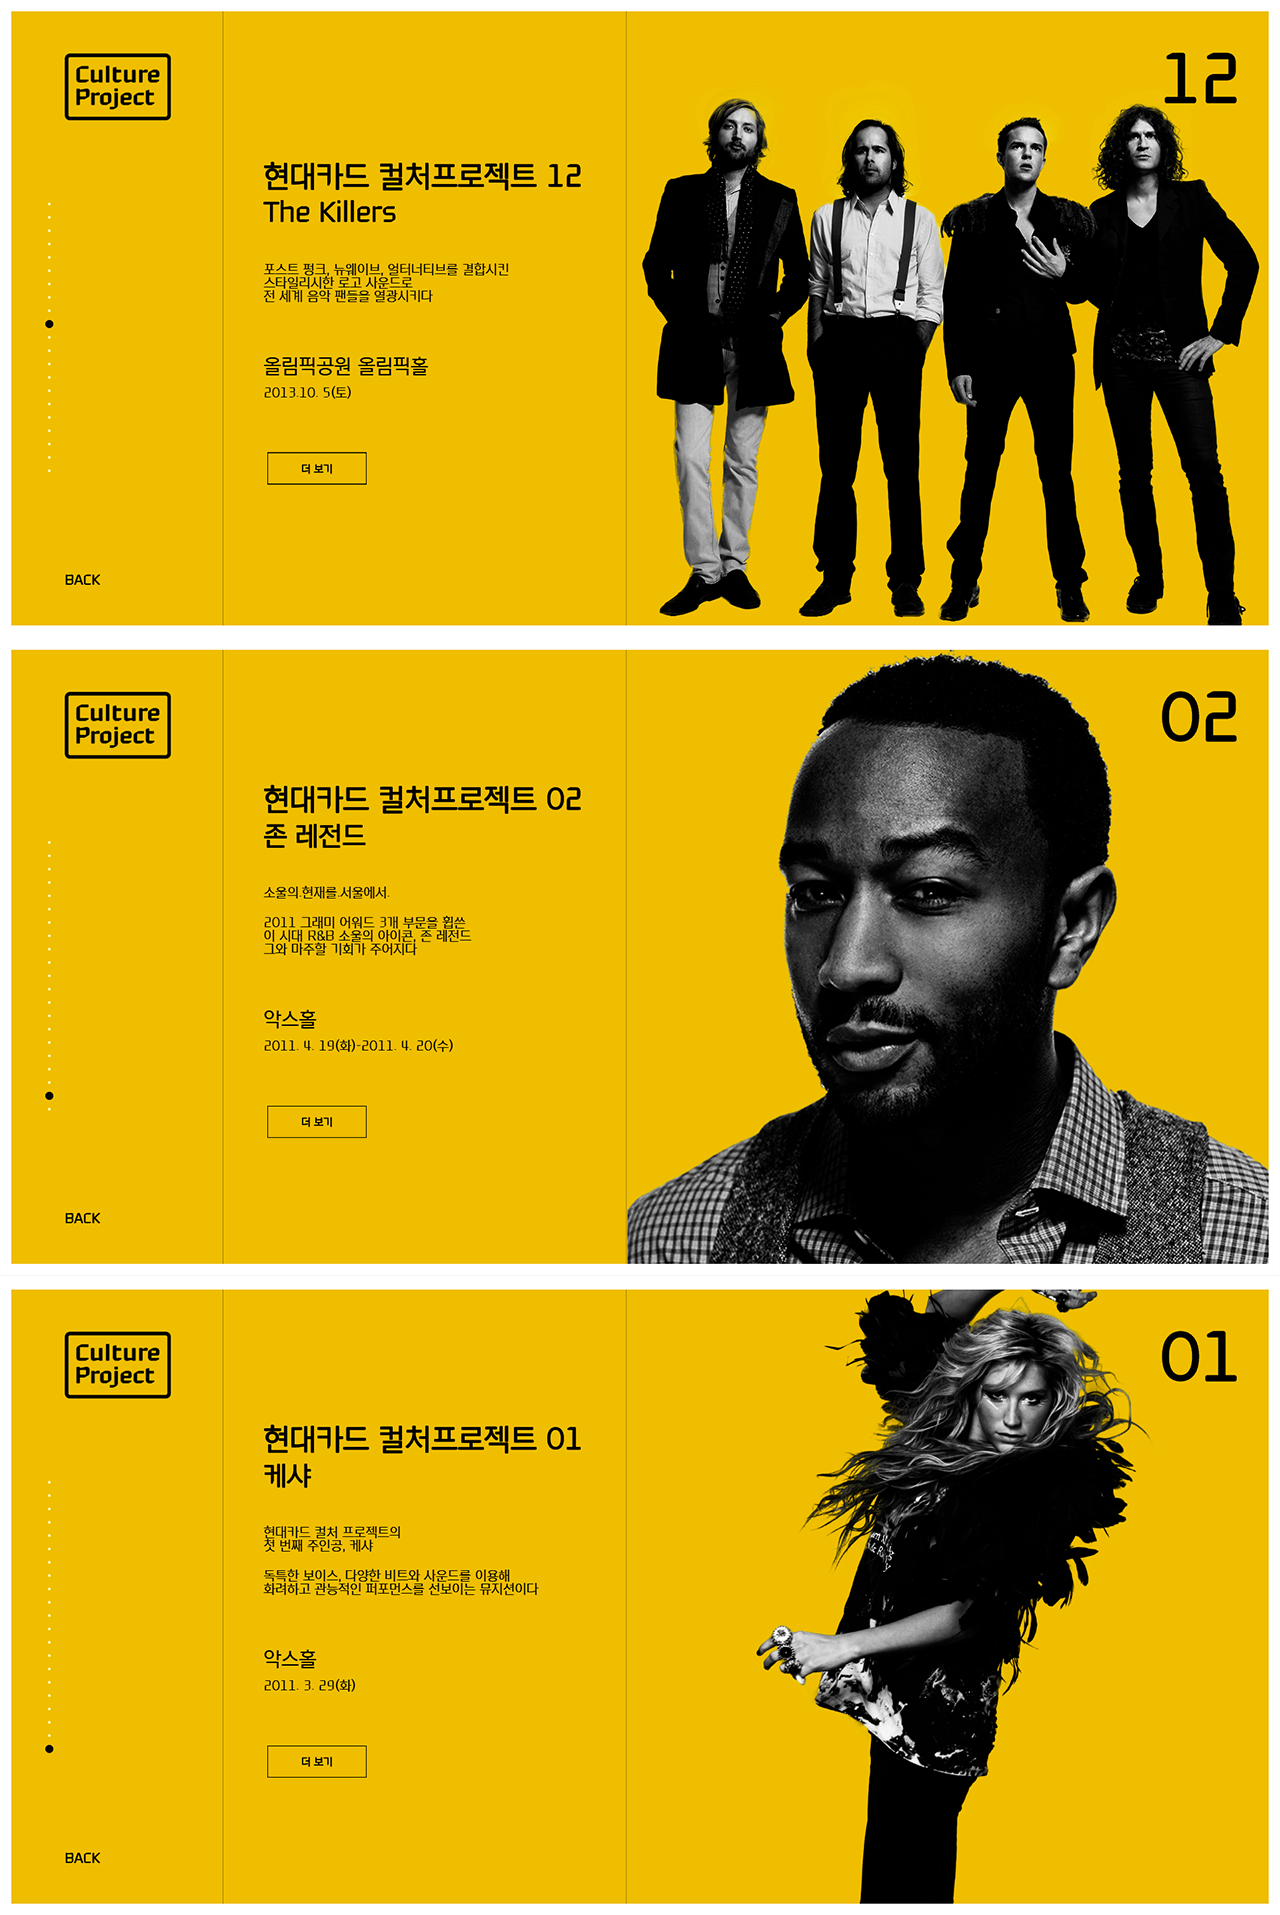 Culture
Project
12
현대카드 컬처프로젝트 12
The Killers
포스트 펑크, 뉴웨이브, 얼터너티브를 결합시킨
스타일리시한 로고 사운드로
전 세계 음악 팬들을 열광시키다
올림픽공원 올림픽홀
2013.10. 5(토)
더 보기
BACK
Culture
Project
02
현대카드 컬처프로젝트 02
존 레전드
소울의.현재를.서울에서.
2011 그래미 어워드 3개 부문을 휩쓴
이 시대 R&B 소울의 아이콘, 존 레전드
그와 마주할 기회가 주어지다
악스홀
2011. 4. 19(화)-2011. 4. 20(수)
더 보기
BACK
Culture
Project
01
현대카드 컬처프로젝트 01
케샤
현대카드 컬처 프로젝트의
첫 번째 주인공, 케샤
독특한 보이스, 다양한 비트와 사운드를 이용해
화려하고 관능적인 퍼포먼스를 선보이는 뮤지션이다
악스홀
2011. 3. 29(화)
더 보기
BACK